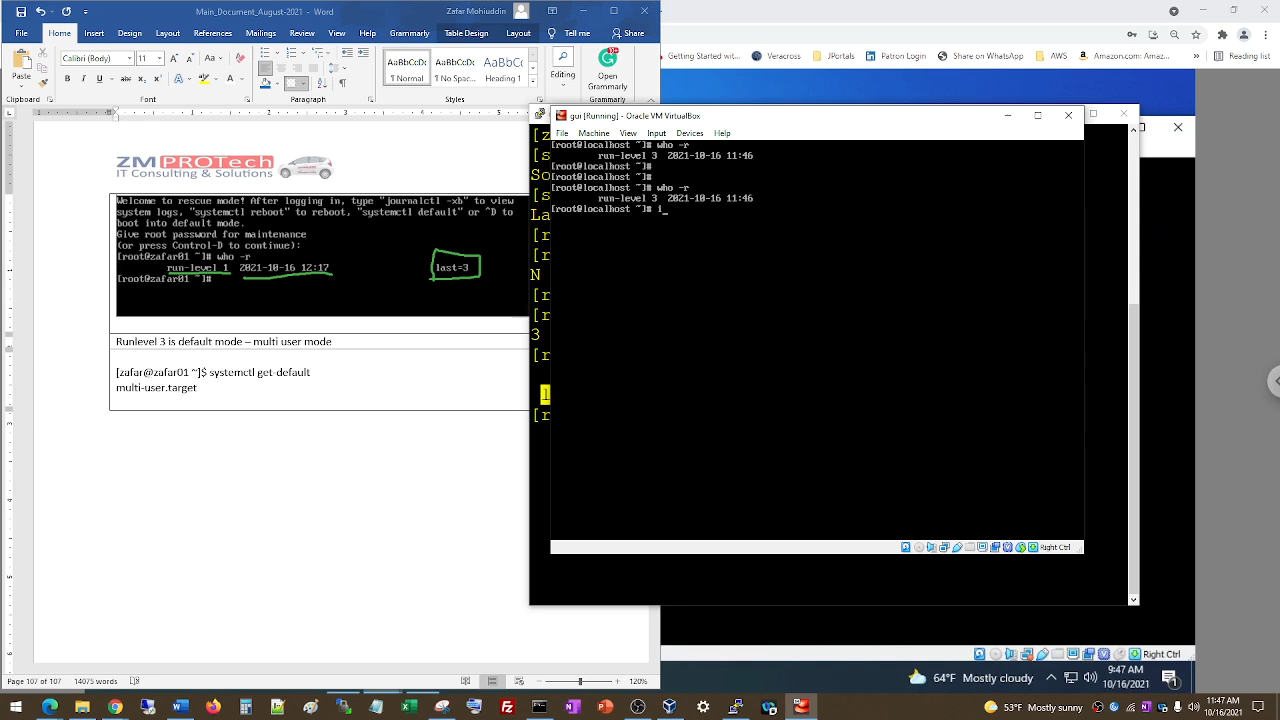 Main_Document_August-2021 - Word
Zafar Mohiuddin
File Home Insert Design Layout References Mailings Review View Help Grammarly Table Design Layout Tell me Share
Paste
Clipboard
Calibri (Body) 11
Font
Paragraph
AaBbCcDc AaBbCcDc AaBbC
¶ Normal ¶ No Spac... Heading 1
Styles
Editing
Open Grammarly
Grammarly
ZM PROTech
IT Consulting & Solutions
Welcome to rescue mode! After logging in, type "journalctl -xb" to view
system logs, "systemctl reboot" to reboot, "systemctl default" or ^D to
boot into default mode.
Give root password for maintenance
(or press Control-D to continue):
[root@zafar01 ~]# who -r
run-level 1 2021-10-16 12:17 last=3
[root@zafar01 ~]#
Runlevel 3 is default mode – multi user mode
[zafar@zafar01 ~]$ systemctl get-default
multi-user.target
Page 107 of 107 14075 words
120%
Getting Started with... Veracross JPortals Patron Login Share on WhatsApp AWS Amazon.com...
gui [Running] - Oracle VM VirtualBox
File Machine View Input Devices Help
[root@localhost ~]# who -r
run-level 3 2021-10-16 11:46
[root@localhost ~]#
[root@localhost ~]#
[root@localhost ~]# who -r
run-level 3 2021-10-16 11:46
[root@localhost ~]# i_
Right Ctrl
[z
[s
So
[s
La
[r
[r
N
[r
[r
3
[r
[r
Right Ctrl
64°F Mostly cloudy
9:47 AM
10/16/2021
53°F Sunny
11:47 AM
10/16/2021